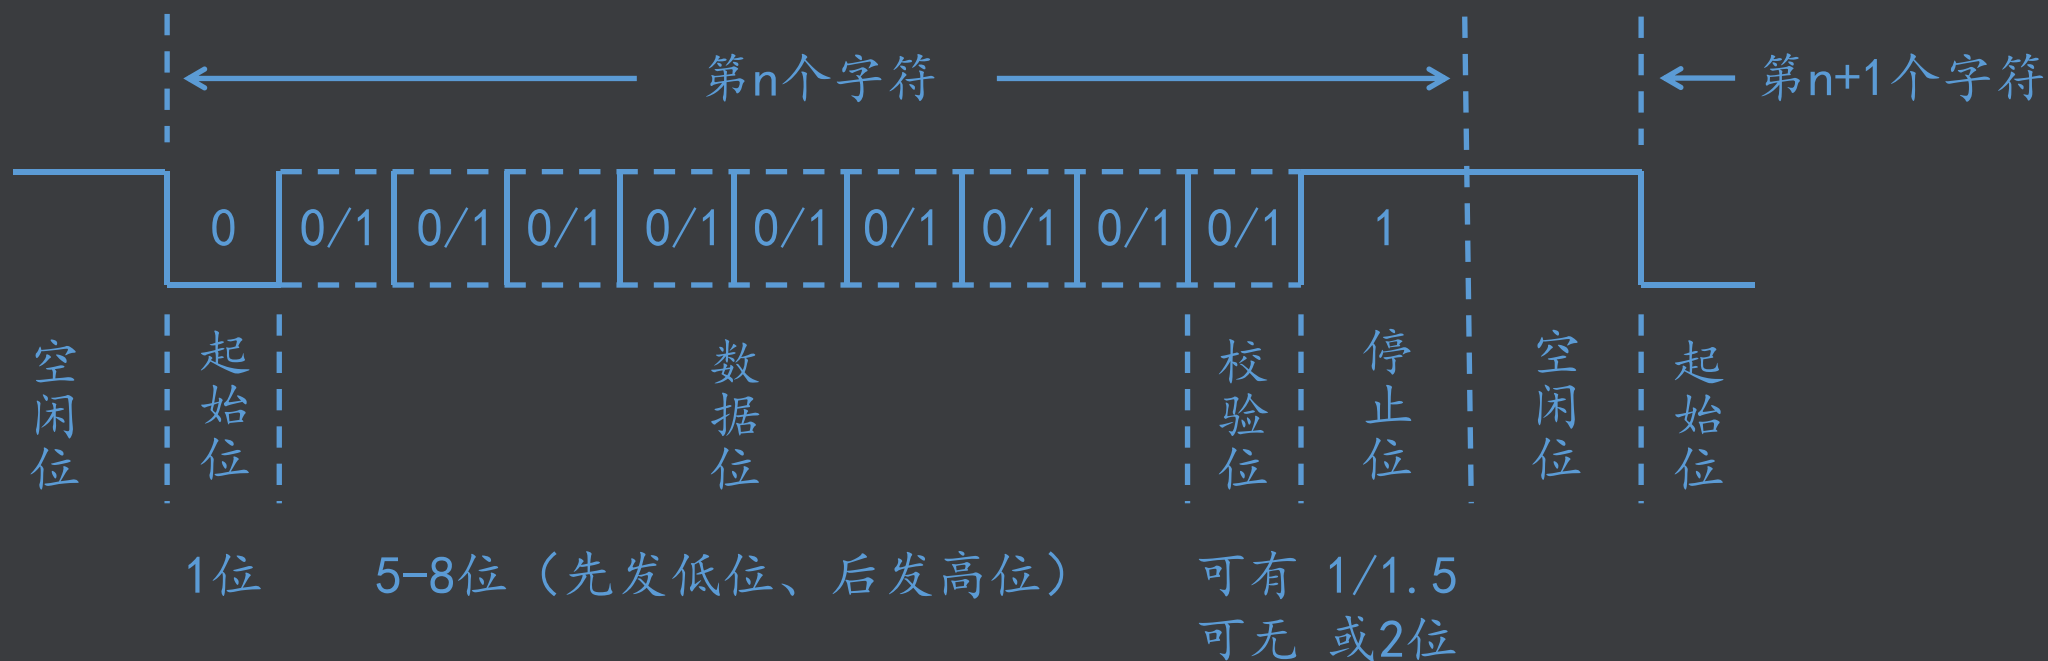 第n个字符
第n+1个字符
0 0/1 0/1 0/1 0/1 0/1 0/1 0/1 0/1 0/1 1
空闲位
起始位
数据位
校验位
停止位
空闲位
起始位
1位
5-8位（先发低位、后发高位）
可有
可无
1/1.5
或2位